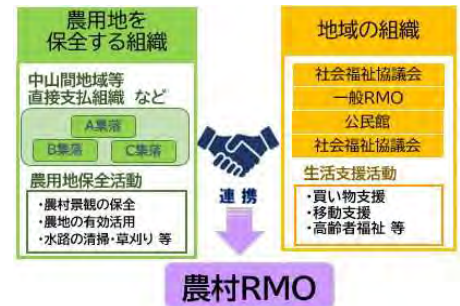 農用地を
保全する組織
中山間地域等
直接支払組織 など
A集落
B集落
C集落
農用地保全活動
・農村景観の保全
・農地の有効活用
・水路の清掃・草刈り 等
連携
地域の組織
社会福祉協議会
一般RMO
公民館
社会福祉協議会
生活支援活動
・買い物支援
・移動支援
・高齢者福祉 等
農村RMO